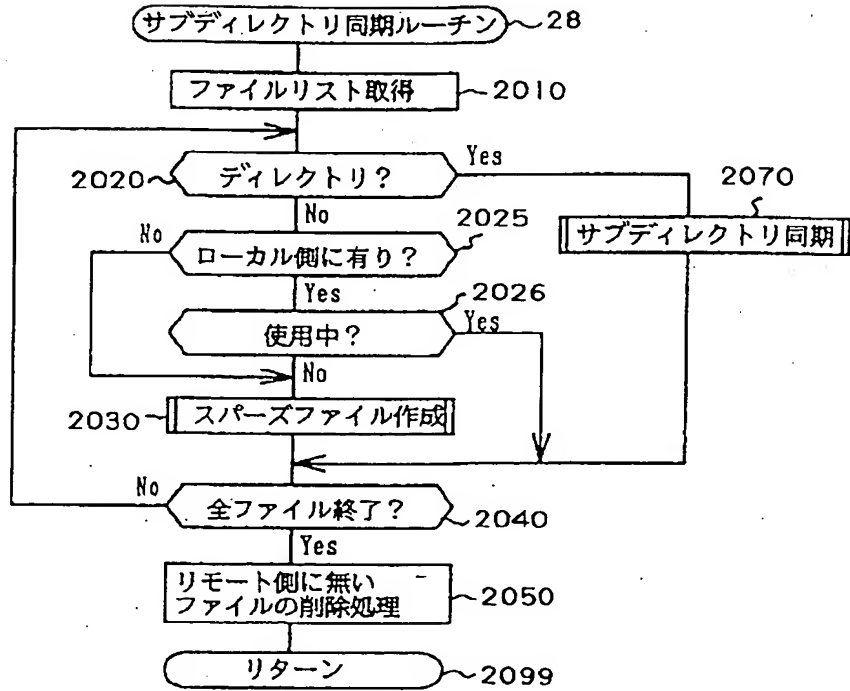 サブディレクトリ同期ルーチン 28
ファイルリスト取得 2010
2020 ディレクトリ? Yes
No
2070
サブディレクトリ同期
No ローカル側に有り? 2025
Yes
2026
使用中? Yes
No
2030 スパーズファイル作成
No
全ファイル終了? 2040
Yes
リモート側に無い
ファイルの削除処理 2050
リターン 2099